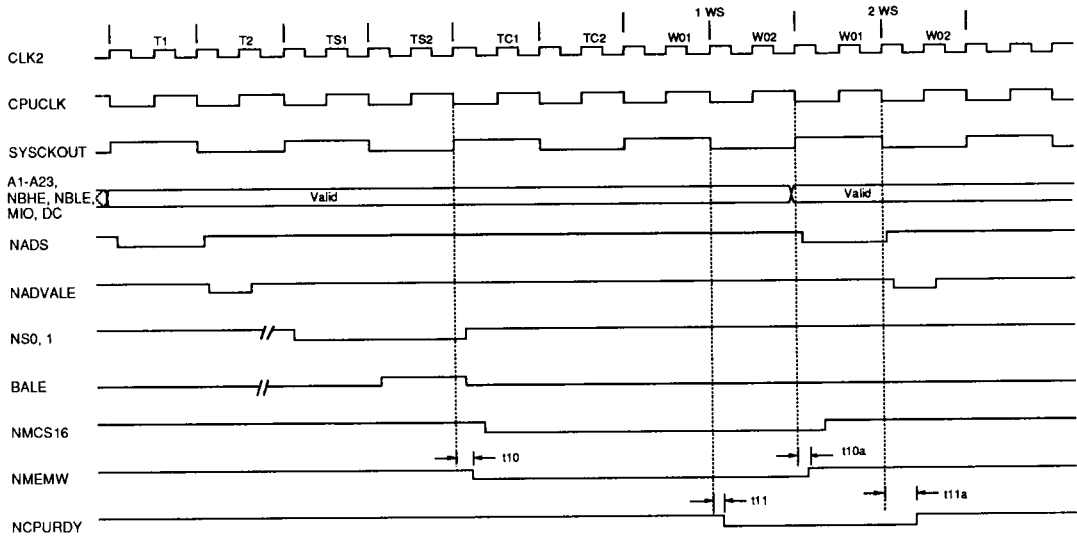 1 WS 2 WS
T1 T2 TS1 TS2 TC1 TC2 W01 W02 W01 W02
CLK2
CPUCLK
SYSCKOUT
A1-A23,
NBHE, NBLE,
MIO, DC
Valid Valid
NADS
NADVALE
NS0, 1
BALE
NMCS16
t10 t10a
NMEMW
t11 t11a
NCPURDY